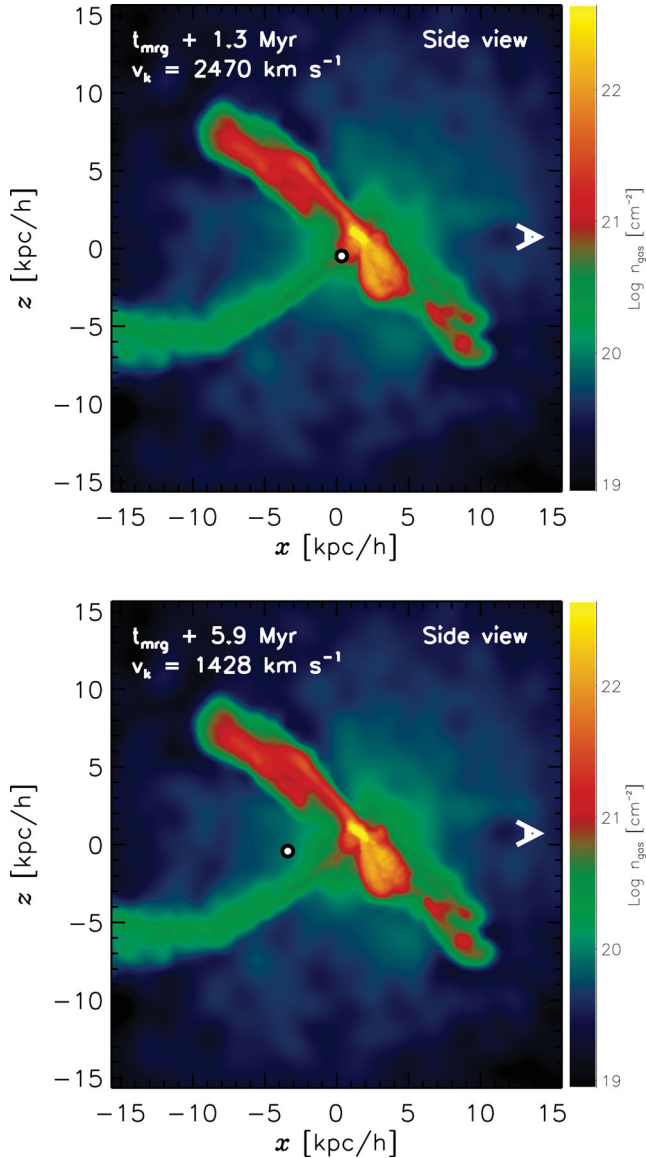 t_mrg + 1.3 Myr
Side view
v_k = 2470 km s⁻¹
15
10
5
0
−5
−10
−15
z [kpc/h]
−15 −10 −5 0 5 10 15
x [kpc/h]
22
21
20
19
Log n_gas [cm⁻²]
t_mrg + 5.9 Myr
Side view
v_k = 1428 km s⁻¹
15
10
5
0
−5
−10
−15
z [kpc/h]
−15 −10 −5 0 5 10 15
x [kpc/h]
22
21
20
19
Log n_gas [cm⁻²]